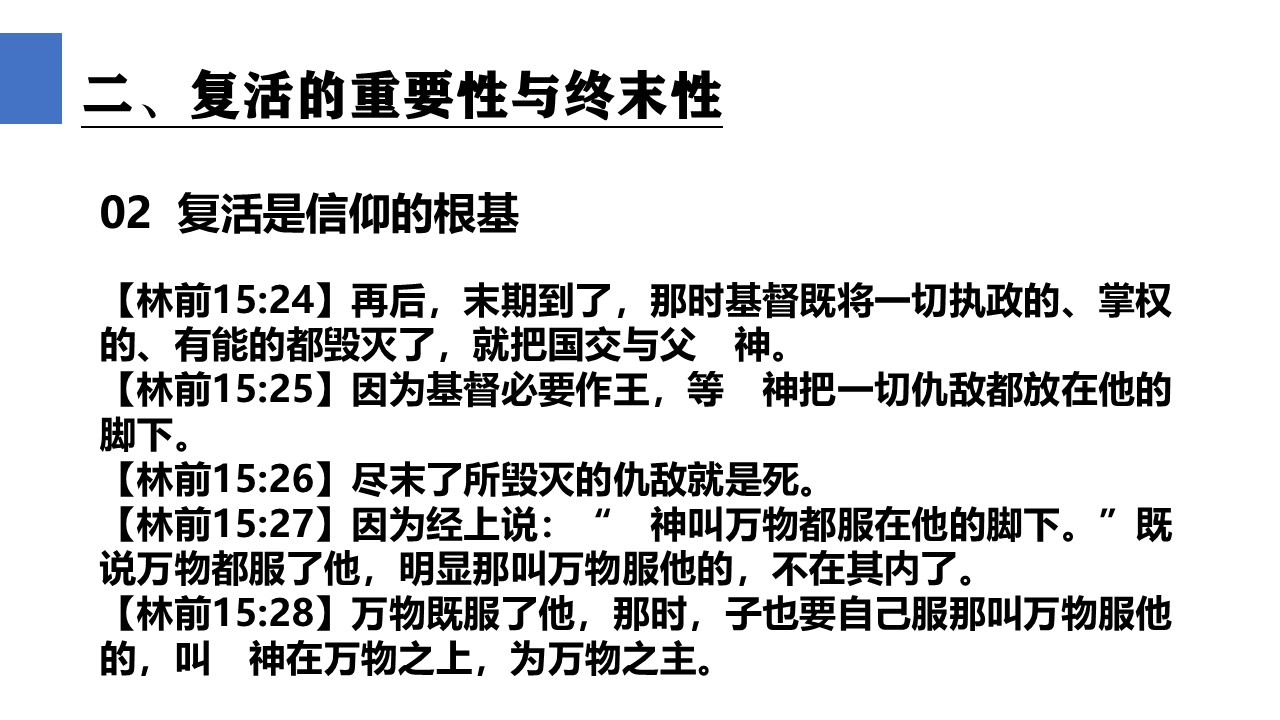 二、复活的重要性与终末性
02 复活是信仰的根基
【林前15:24】再后，末期到了，那时基督既将一切执政的、掌权
的、有能的都毁灭了，就把国交与父　神。
【林前15:25】因为基督必要作王，等　神把一切仇敌都放在他的
脚下。
【林前15:26】尽末了所毁灭的仇敌就是死。
【林前15:27】因为经上说：“　神叫万物都服在他的脚下。”既
说万物都服了他，明显那叫万物服他的，不在其内了。
【林前15:28】万物既服了他，那时，子也要自己服那叫万物服他
的，叫　神在万物之上，为万物之主。